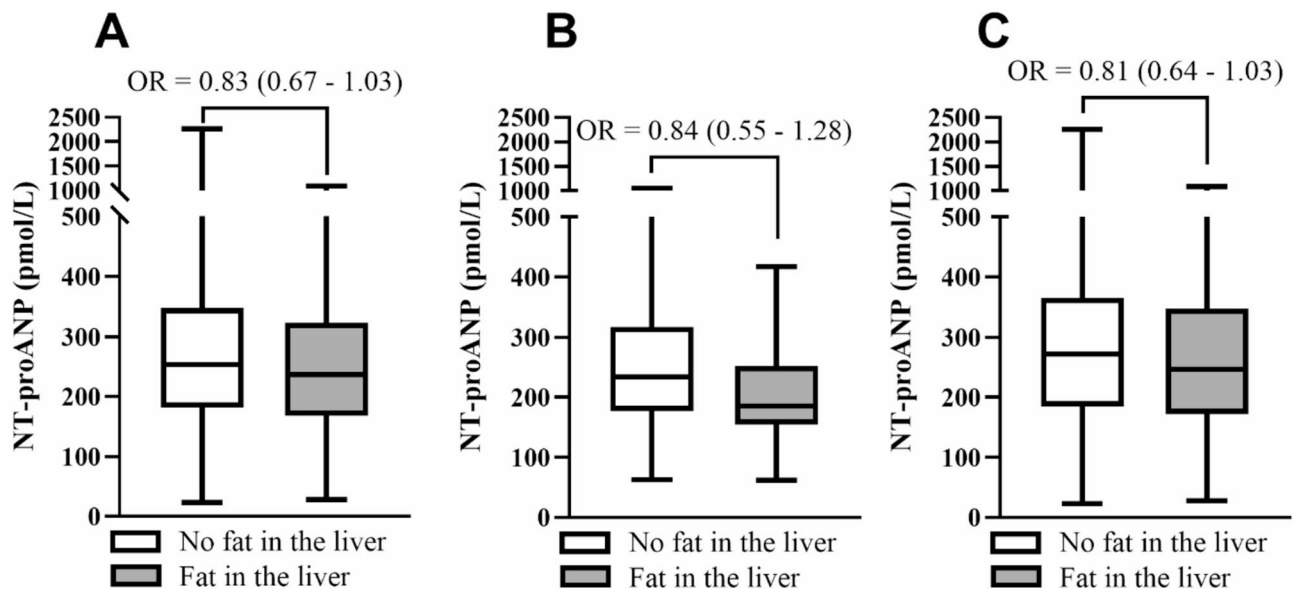 A
OR = 0.83 (0.67 - 1.03)
NT-proANP (pmol/L)
2500
2000
1500
1000
500
400
300
200
100
0
No fat in the liver
Fat in the liver
B
OR = 0.84 (0.55 - 1.28)
NT-proANP (pmol/L)
2500
2000
1500
1000
500
400
300
200
100
0
No fat in the liver
Fat in the liver
C
OR = 0.81 (0.64 - 1.03)
NT-proANP (pmol/L)
2500
2000
1500
1000
500
400
300
200
100
0
No fat in the liver
Fat in the liver